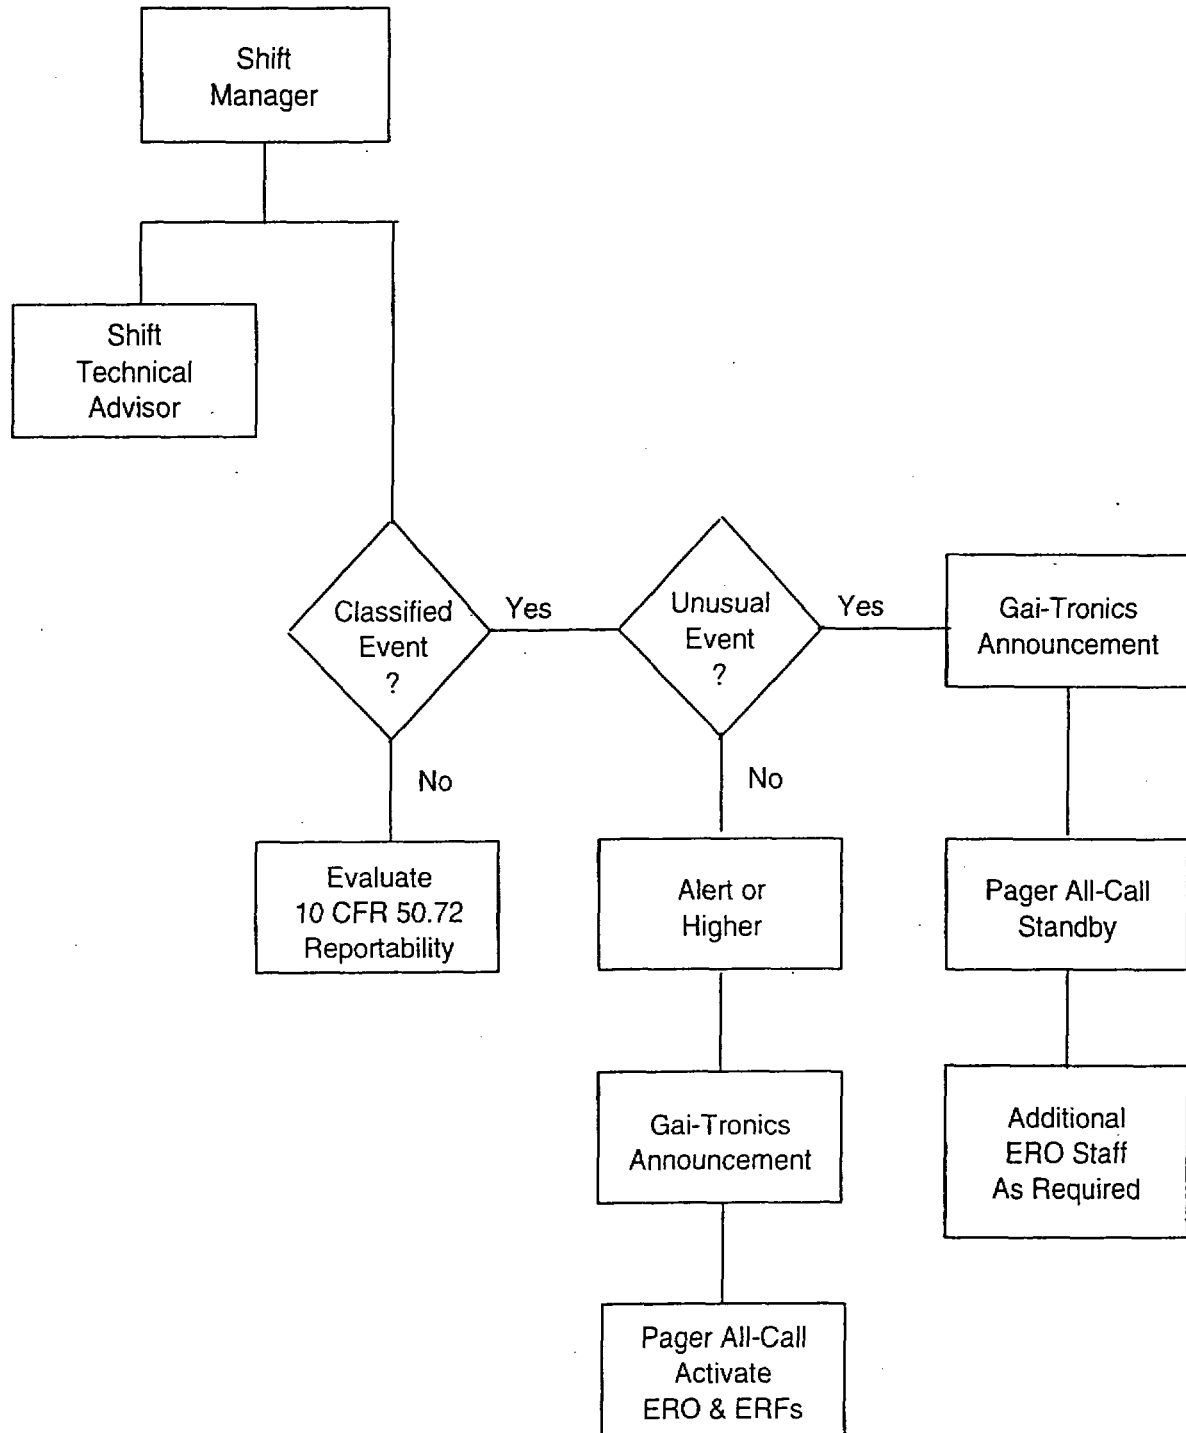 Shift
Manager
Shift
Technical
Advisor
Classified
Event
?
Yes
Unusual
Event
?
Yes
Gai-Tronics
Announcement
No
Evaluate
10 CFR 50.72
Reportability
No
Alert or
Higher
Pager All-Call
Standby
Gai-Tronics
Announcement
Additional
ERO Staff
As Required
Pager All-Call
Activate
ERO & ERFs